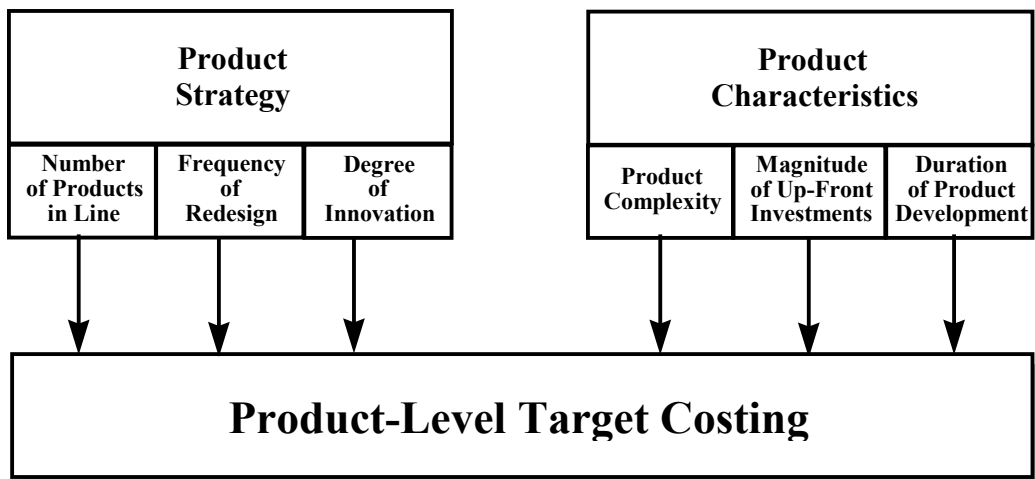 Product
Strategy
Number
of Products
in Line
Frequency
of
Redesign
Degree
of
Innovation
Product
Characteristics
Product
Complexity
Magnitude
of Up-Front
Investments
Duration
of Product
Development
Product-Level Target Costing